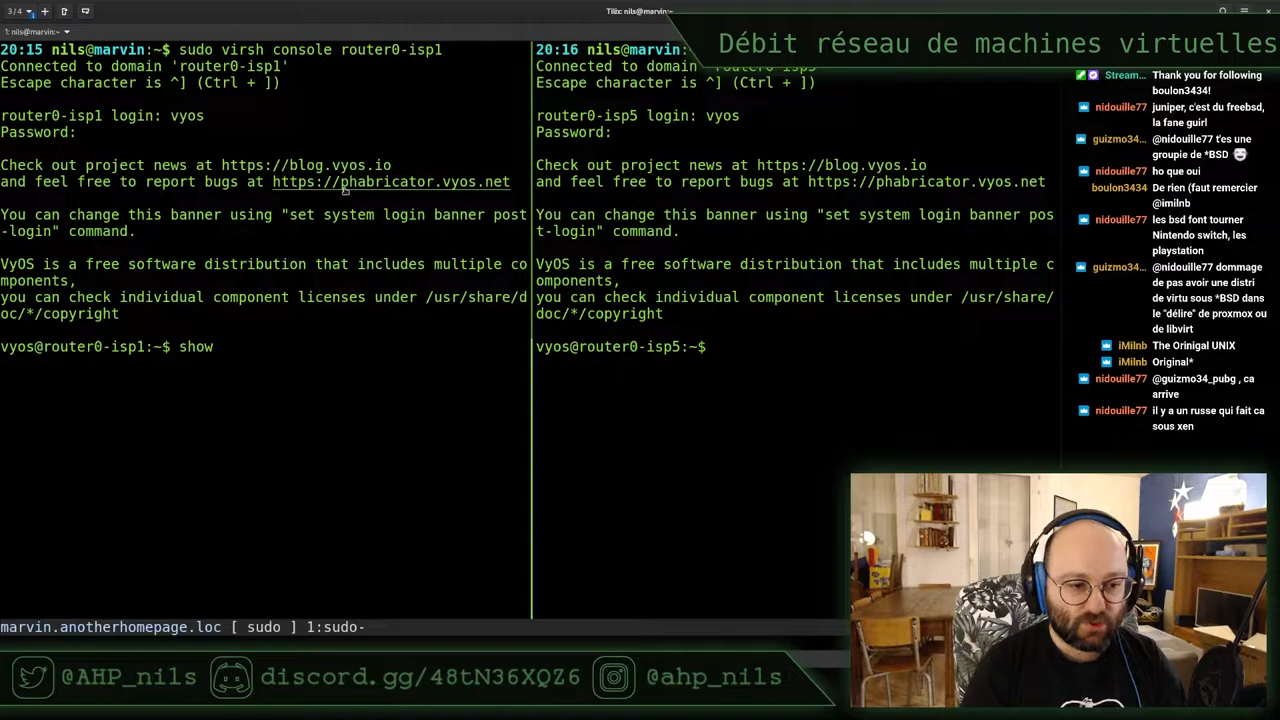 3/4
Tilix: nils@marvin:~
1: nils@marvin:~
Débit réseau de machines virtuelles
20:15 nils@marvin:~$ sudo virsh console router0-isp1
Connected to domain 'router0-isp1'
Escape character is ^] (Ctrl + ])
router0-isp1 login: vyos
Password:
Check out project news at https://blog.vyos.io
and feel free to report bugs at https://phabricator.vyos.net
You can change this banner using "set system login banner post
-login" command.
VyOS is a free software distribution that includes multiple co
mponents,
you can check individual component licenses under /usr/share/d
oc/*/copyright
vyos@router0-isp1:~$ show
20:16 nils@marvin:
Connected to domain 'router0-isp5'
Escape character is ^] (Ctrl + ])
router0-isp5 login: vyos
Password:
Check out project news at https://blog.vyos.io
and feel free to report bugs at https://phabricator.vyos.net
You can change this banner using "set system login banner pos
t-login" command.
VyOS is a free software distribution that includes multiple c
omponents,
you can check individual component licenses under /usr/share/
doc/*/copyright
vyos@router0-isp5:~$
Stream... Thank you for following
boulon3434!
nidouille77 juniper, c'est du freebsd,
la fane guirl
guizmo34... @nidouille77 t'es une
groupie de *BSD
nidouille77 ho que oui
boulon3434 De rien (faut remercier
@imilnb
nidouille77 les bsd font tourner
Nintendo switch, les
playstation
guizmo34... @nidouille77 dommage
de pas avoir une distri
de virtu sous *BSD dans
le "délire" de proxmox ou
de libvirt
iMilnb The Orinigal UNIX
iMilnb Original*
nidouille77 @guizmo34_pubg , ca
arrive
nidouille77 il y a un russe qui fait ca
sous xen
marvin.anotherhomepage.loc [ sudo ] 1:sudo-
@AHP_nils discord.gg/48tN36XQZ6 @ahp_nils